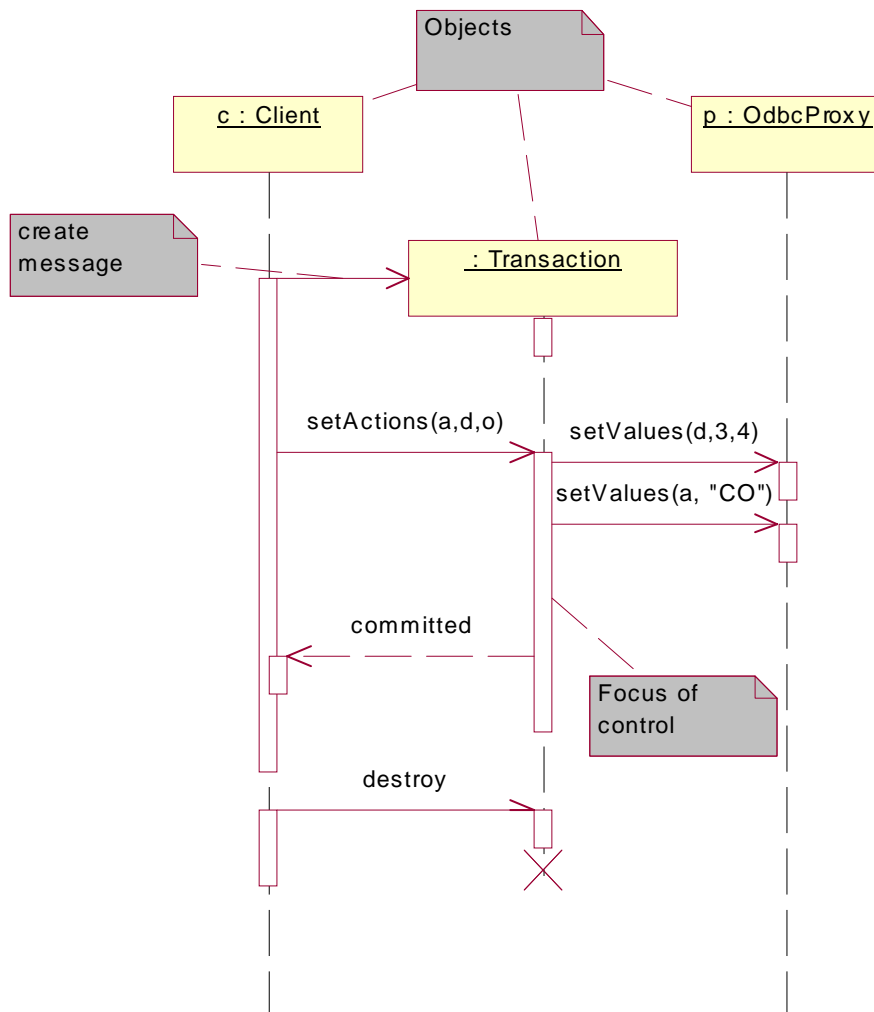 Objects
c : Client
p : OdbcProxy
create
message
: Transaction
setActions(a,d,o)
setValues(d,3,4)
setValues(a, "CO")
committed
Focus of
control
destroy